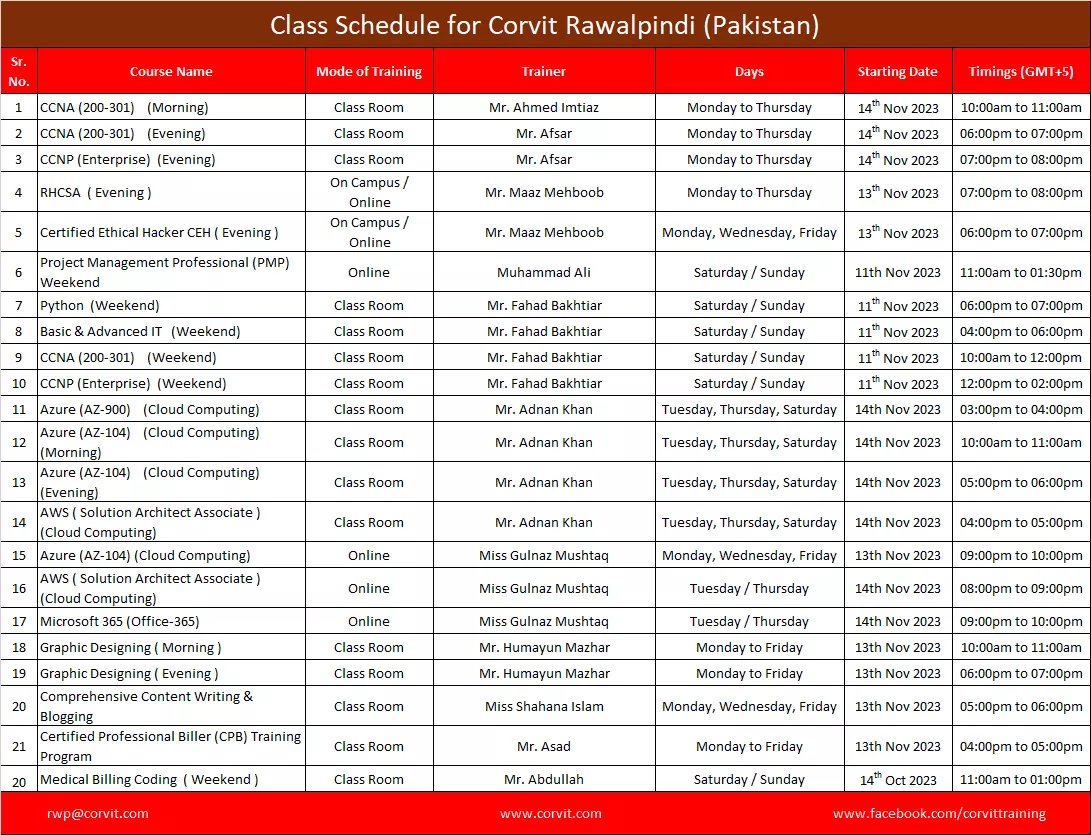 Class Schedule for Corvit Rawalpindi (Pakistan)
Sr. No. Course Name Mode of Training Trainer Days Starting Date Timings (GMT+5)
1 CCNA (200-301) (Morning) Class Room Mr. Ahmed Imtiaz Monday to Thursday 14th Nov 2023 10:00am to 11:00am
2 CCNA (200-301) (Evening) Class Room Mr. Afsar Monday to Thursday 14th Nov 2023 06:00pm to 07:00pm
3 CCNP (Enterprise) (Evening) Class Room Mr. Afsar Monday to Thursday 14th Nov 2023 07:00pm to 08:00pm
4 RHCSA ( Evening ) On Campus / Online Mr. Maaz Mehboob Monday to Thursday 13th Nov 2023 07:00pm to 08:00pm
5 Certified Ethical Hacker CEH ( Evening ) On Campus / Online Mr. Maaz Mehboob Monday, Wednesday, Friday 13th Nov 2023 06:00pm to 07:00pm
6 Project Management Professional (PMP) Weekend Online Muhammad Ali Saturday / Sunday 11th Nov 2023 11:00am to 01:30pm
7 Python (Weekend) Class Room Mr. Fahad Bakhtiar Saturday / Sunday 11th Nov 2023 06:00pm to 07:00pm
8 Basic & Advanced IT (Weekend) Class Room Mr. Fahad Bakhtiar Saturday / Sunday 11th Nov 2023 04:00pm to 06:00pm
9 CCNA (200-301) (Weekend) Class Room Mr. Fahad Bakhtiar Saturday / Sunday 11th Nov 2023 10:00am to 12:00pm
10 CCNP (Enterprise) (Weekend) Class Room Mr. Fahad Bakhtiar Saturday / Sunday 11th Nov 2023 12:00pm to 02:00pm
11 Azure (AZ-900) (Cloud Computing) Class Room Mr. Adnan Khan Tuesday, Thursday, Saturday 14th Nov 2023 03:00pm to 04:00pm
12 Azure (AZ-104) (Cloud Computing) (Morning) Class Room Mr. Adnan Khan Tuesday, Thursday, Saturday 14th Nov 2023 10:00am to 11:00am
13 Azure (AZ-104) (Cloud Computing) (Evening) Class Room Mr. Adnan Khan Tuesday, Thursday, Saturday 14th Nov 2023 05:00pm to 06:00pm
14 AWS ( Solution Architect Associate ) (Cloud Computing) Class Room Mr. Adnan Khan Tuesday, Thursday, Saturday 14th Nov 2023 04:00pm to 05:00pm
15 Azure (AZ-104) (Cloud Computing) Online Miss Gulnaz Mushtaq Monday, Wednesday, Friday 13th Nov 2023 09:00pm to 10:00pm
16 AWS ( Solution Architect Associate ) (Cloud Computing) Online Miss Gulnaz Mushtaq Tuesday / Thursday 14th Nov 2023 08:00pm to 09:00pm
17 Microsoft 365 (Office-365) Online Miss Gulnaz Mushtaq Tuesday / Thursday 14th Nov 2023 09:00pm to 10:00pm
18 Graphic Designing ( Morning ) Class Room Mr. Humayun Mazhar Monday to Friday 13th Nov 2023 10:00am to 11:00am
19 Graphic Designing ( Evening ) Class Room Mr. Humayun Mazhar Monday to Friday 13th Nov 2023 06:00pm to 07:00pm
20 Comprehensive Content Writing & Blogging Class Room Miss Shahana Islam Monday, Wednesday, Friday 13th Nov 2023 05:00pm to 06:00pm
21 Certified Professional Biller (CPB) Training Program Class Room Mr. Asad Monday to Friday 13th Nov 2023 04:00pm to 05:00pm
20 Medical Billing Coding ( Weekend ) Class Room Mr. Abdullah Saturday / Sunday 14th Oct 2023 11:00am to 01:00pm
rwp@corvit.com www.corvit.com www.facebook.com/corvittraining